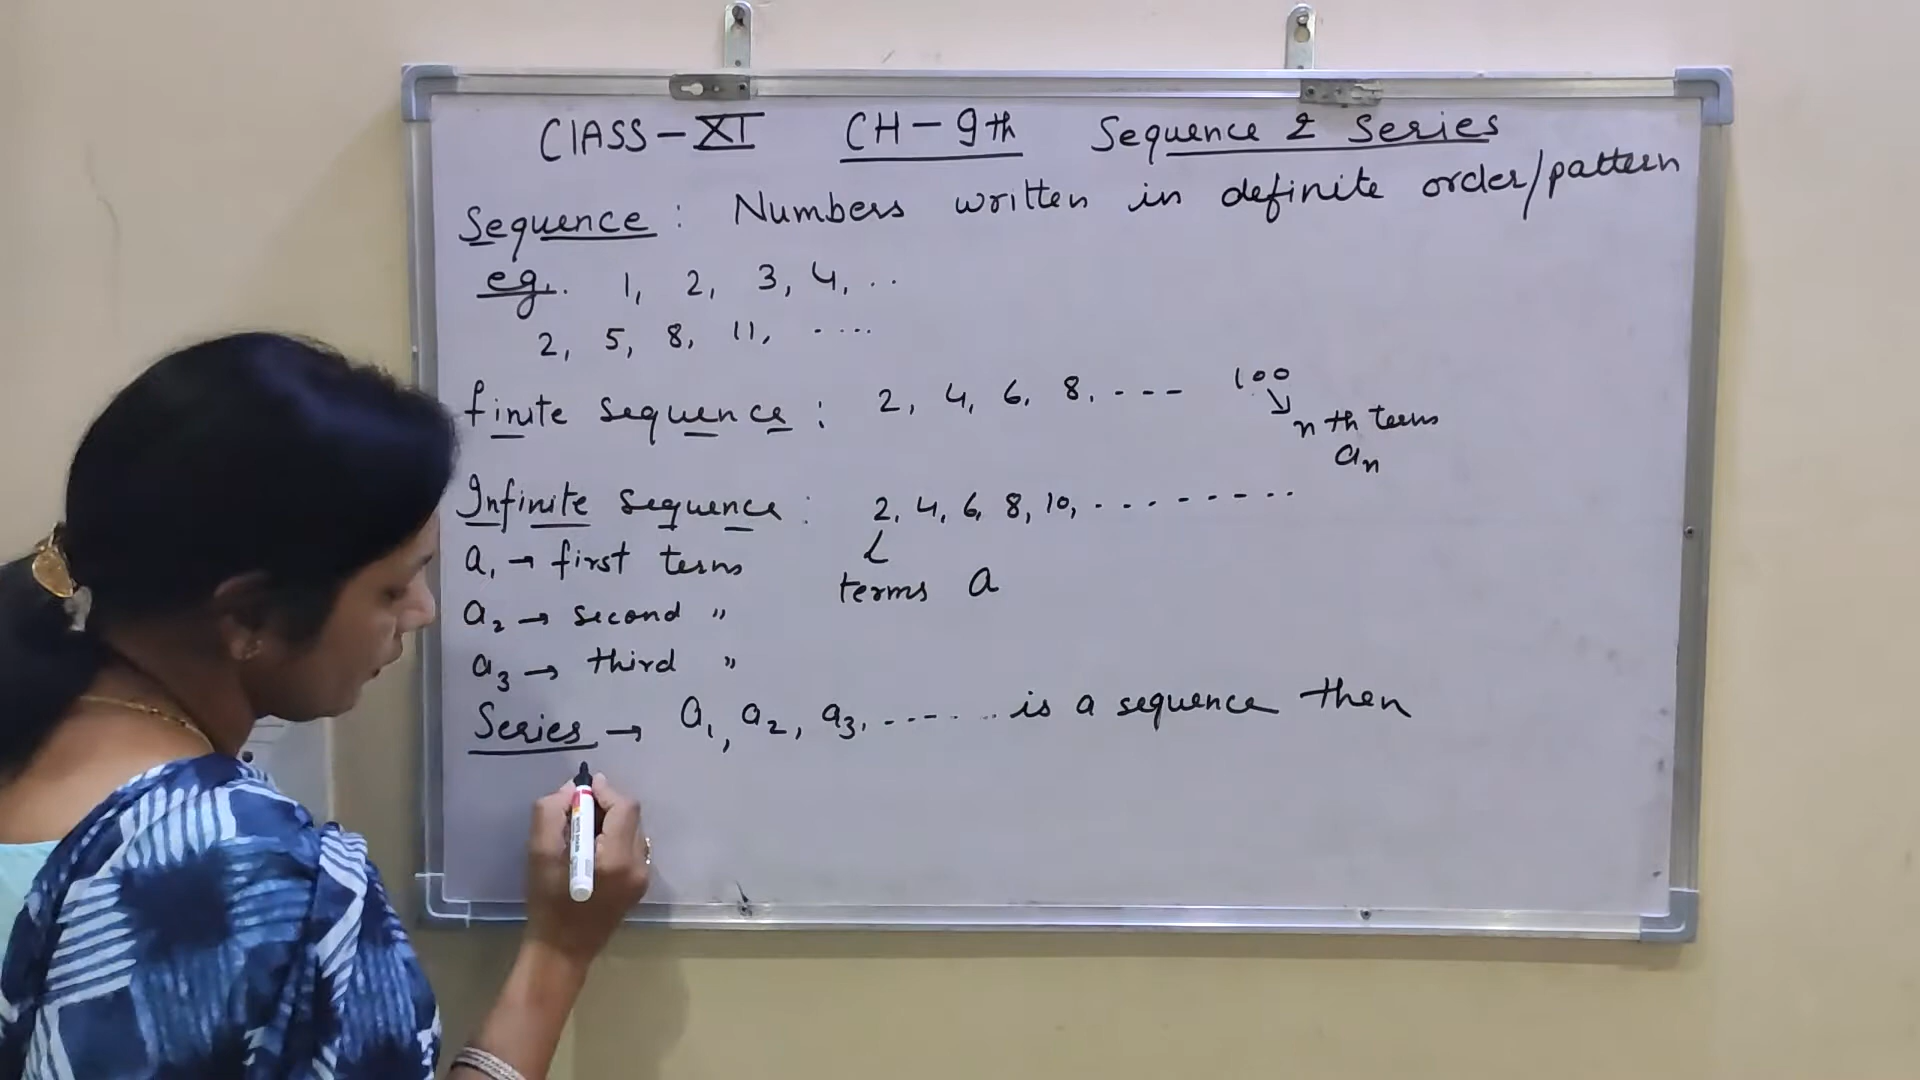 CLASS-XI CH-9th Sequence & Series
Sequence : Numbers written in definite order/pattern
eg. 1, 2, 3, 4, ..
2, 5, 8, 11, ....
finite sequence : 2, 4, 6, 8, --- 100
nth term
an
Infinite sequence : 2, 4, 6, 8, 10, ........
a1 → first term
terms a
a2 → second "
a3 → third "
Series → a1, a2, a3, ...... is a sequence then